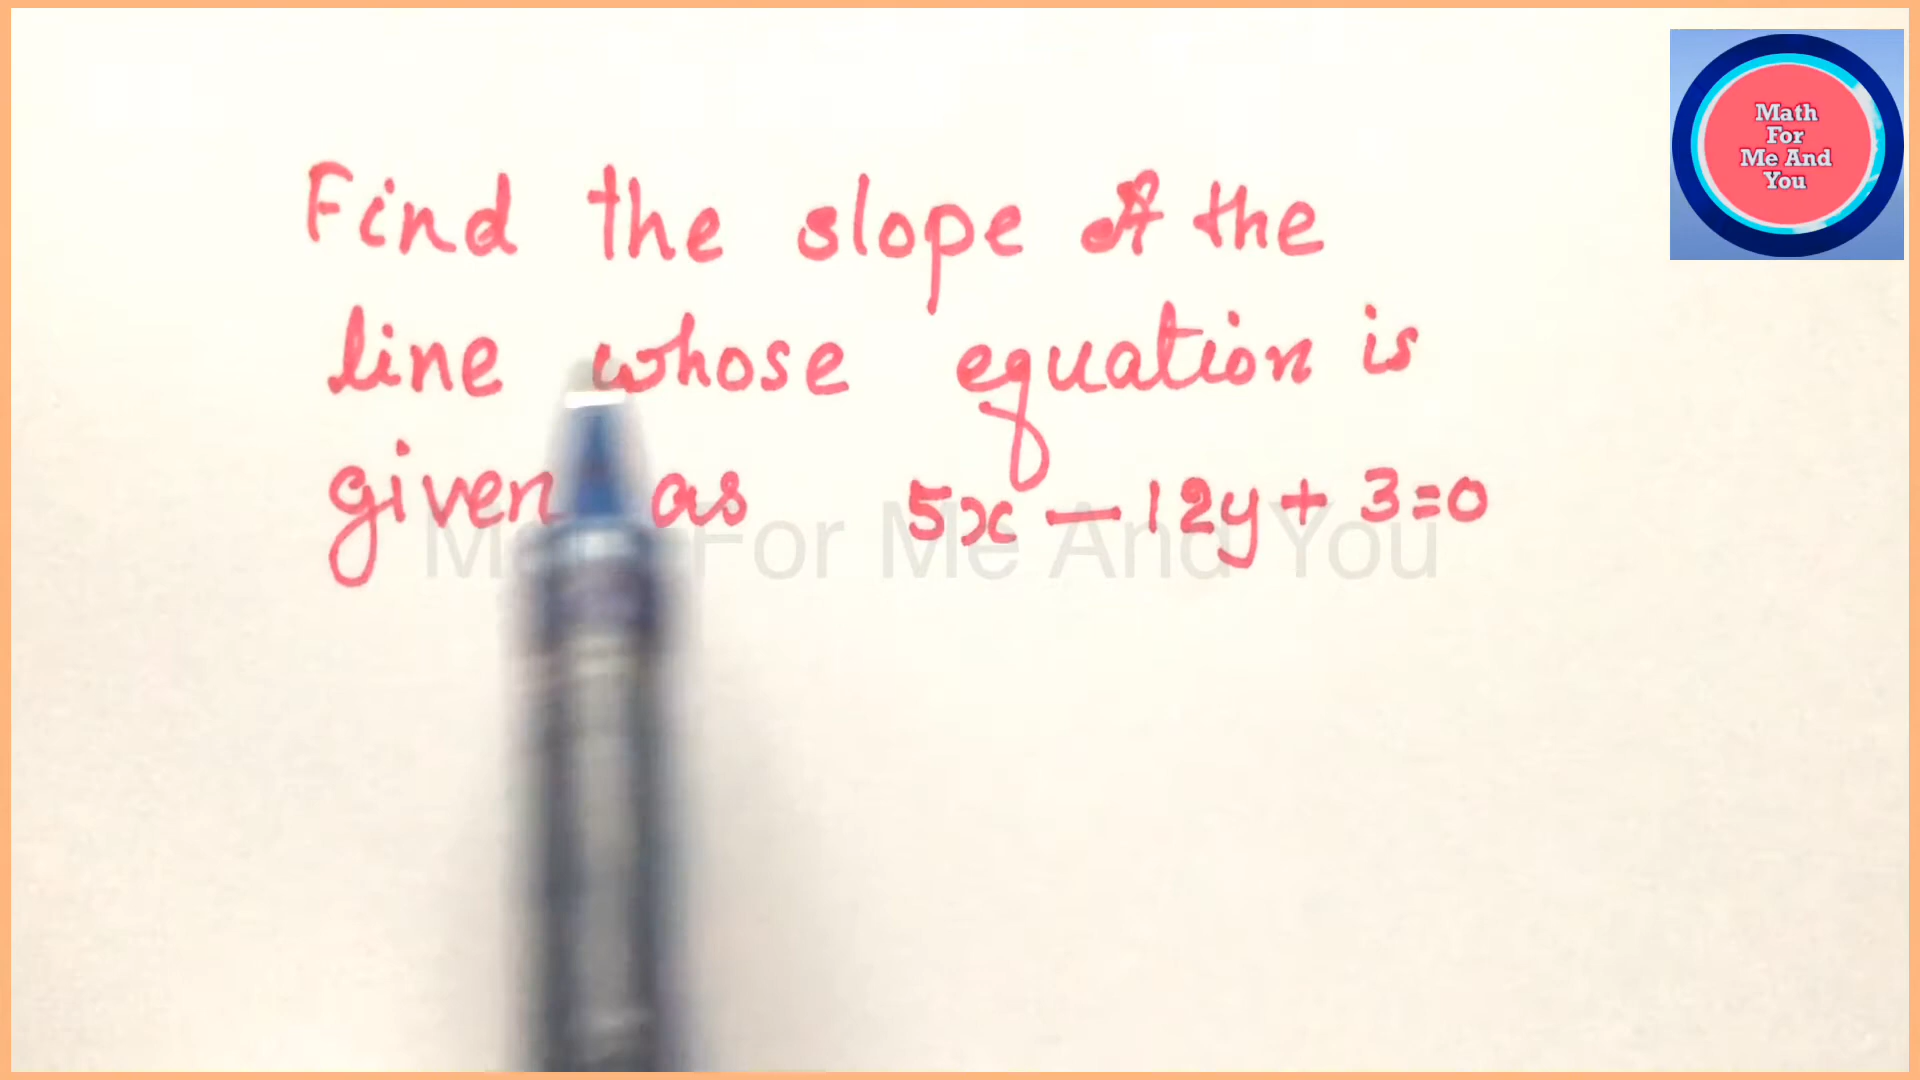 Math
For
Me And
You
Find the slope of the
line whose equation is
given as 5x — 12y + 3 = 0
Math For Me And You